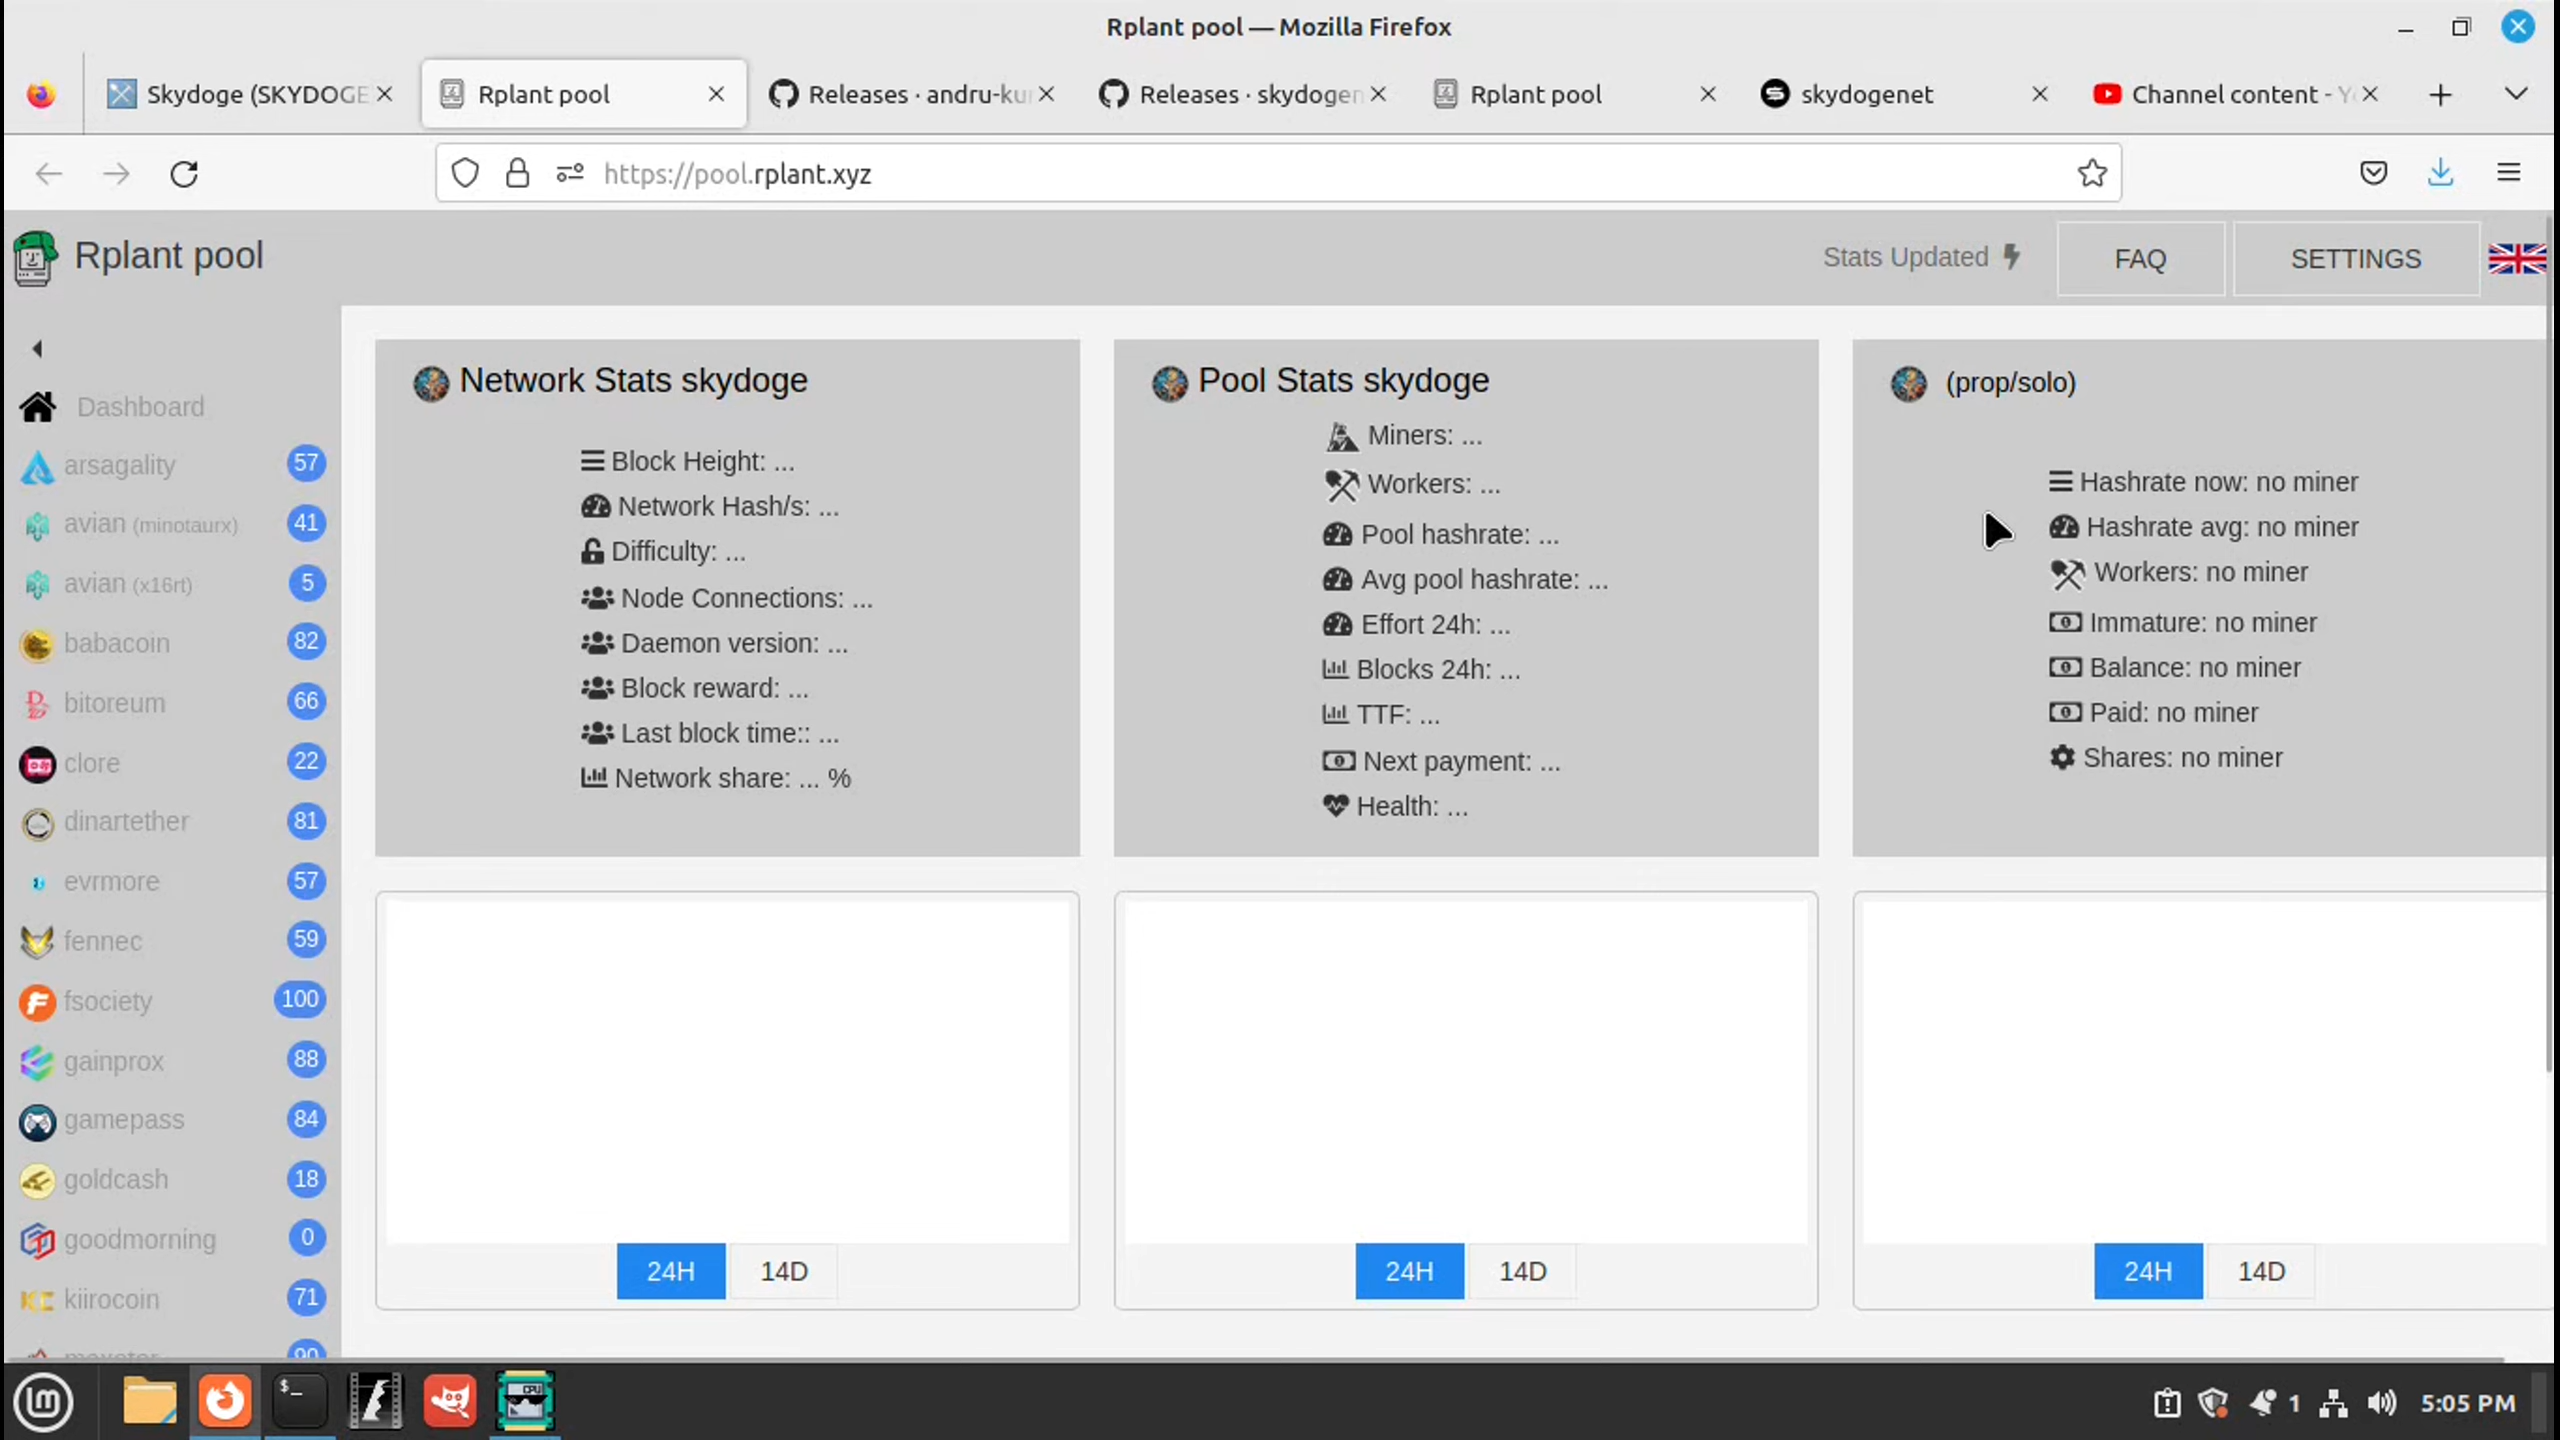 Rplant pool — Mozilla Firefox
Skydoge (SKYDOGE
Rplant pool
Releases · andru-kur
Releases · skydogen
Rplant pool
skydogenet
Channel content - Yo
https://pool.rplant.xyz
Rplant pool
Stats Updated
FAQ
SETTINGS
Dashboard
arsagality 57
avian (minotaurx) 41
avian (x16rt) 5
babacoin 82
bitoreum 66
clore 22
dinartether 81
evrmore 57
fennec 59
fsociety 100
gainprox 88
gamepass 84
goldcash 18
goodmorning 0
kiirocoin 71
90
Network Stats skydoge
Block Height: ...
Network Hash/s: ...
Difficulty: ...
Node Connections: ...
Daemon version: ...
Block reward: ...
Last block time:: ...
Network share: ... %
Pool Stats skydoge
Miners: ...
Workers: ...
Pool hashrate: ...
Avg pool hashrate: ...
Effort 24h: ...
Blocks 24h: ...
TTF: ...
Next payment: ...
Health: ...
(prop/solo)
Hashrate now: no miner
Hashrate avg: no miner
Workers: no miner
Immature: no miner
Balance: no miner
Paid: no miner
Shares: no miner
24H 14D
24H 14D
24H 14D
CPU
1
5:05 PM